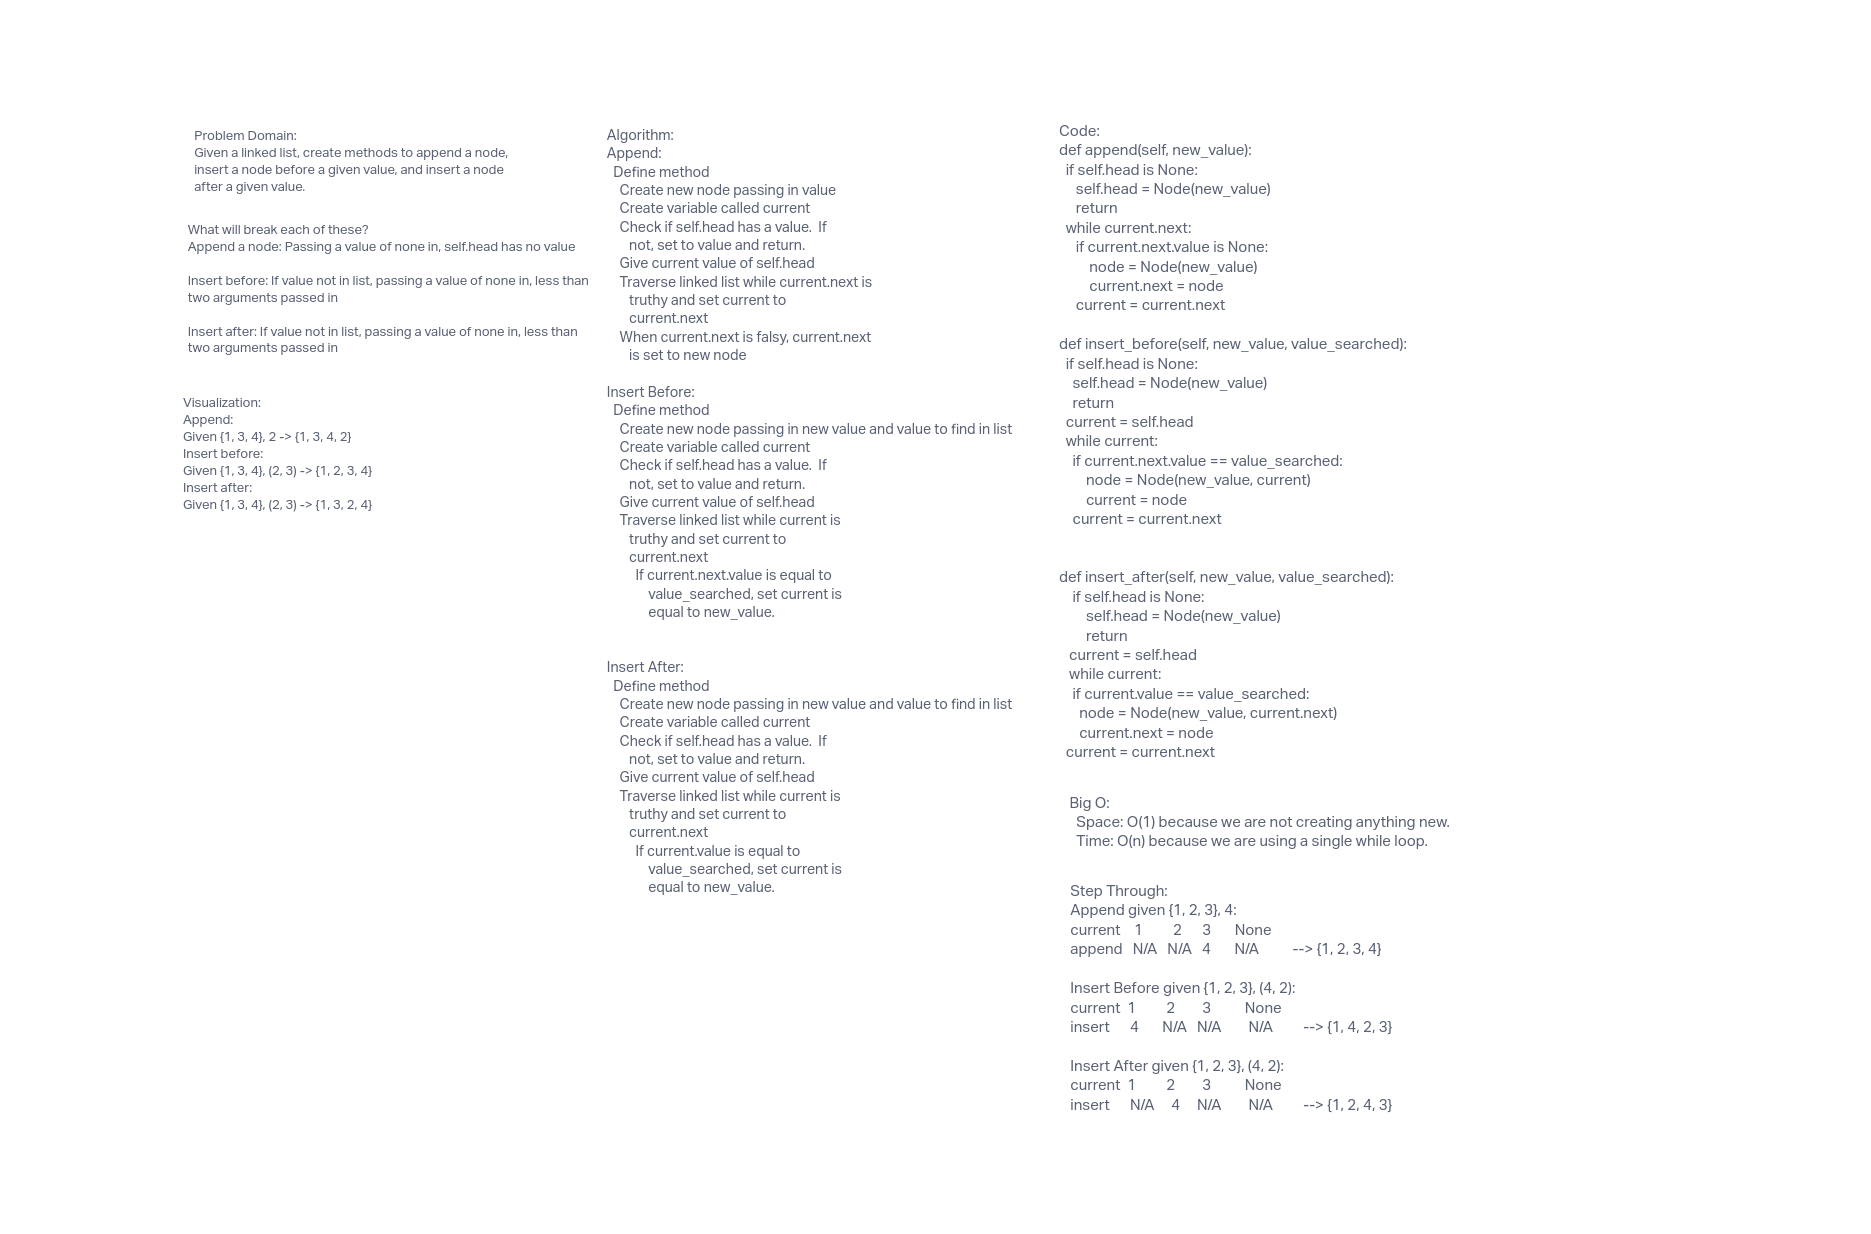 Problem Domain:
Given a linked list, create methods to append a node,
insert a node before a given value, and insert a node
after a given value.
What will break each of these?
Append a node: Passing a value of none in, self.head has no value
Insert before: If value not in list, passing a value of none in, less than
two arguments passed in
Insert after: If value not in list, passing a value of none in, less than
two arguments passed in
Visualization:
Append:
Given {1, 3, 4}, 2 -> {1, 3, 4, 2}
Insert before:
Given {1, 3, 4}, (2, 3) -> {1, 2, 3, 4}
Insert after:
Given {1, 3, 4}, (2, 3) -> {1, 3, 2, 4}
Algorithm:
Append:
Define method
Create new node passing in value
Create variable called current
Check if self.head has a value.  If
not, set to value and return.
Give current value of self.head
Traverse linked list while current.next is
truthy and set current to
current.next
When current.next is falsy, current.next
is set to new node
Insert Before:
Define method
Create new node passing in new value and value to find in list
Create variable called current
Check if self.head has a value.  If
not, set to value and return.
Give current value of self.head
Traverse linked list while current is
truthy and set current to
current.next
If current.next.value is equal to
value_searched, set current is
equal to new_value.
Insert After:
Define method
Create new node passing in new value and value to find in list
Create variable called current
Check if self.head has a value.  If
not, set to value and return.
Give current value of self.head
Traverse linked list while current is
truthy and set current to
current.next
If current.value is equal to
value_searched, set current is
equal to new_value.
Code:
def append(self, new_value):
if self.head is None:
self.head = Node(new_value)
return
while current.next:
if current.next.value is None:
node = Node(new_value)
current.next = node
current = current.next
def insert_before(self, new_value, value_searched):
if self.head is None:
self.head = Node(new_value)
return
current = self.head
while current:
if current.next.value == value_searched:
node = Node(new_value, current)
current = node
current = current.next
def insert_after(self, new_value, value_searched):
if self.head is None:
self.head = Node(new_value)
return
current = self.head
while current:
if current.value == value_searched:
node = Node(new_value, current.next)
current.next = node
current = current.next
Big O:
Space: O(1) because we are not creating anything new.
Time: O(n) because we are using a single while loop.
Step Through:
Append given {1, 2, 3}, 4:
current 1 2 3 None
append N/A N/A 4 N/A --> {1, 2, 3, 4}
Insert Before given {1, 2, 3}, (4, 2):
current 1 2 3 None
insert 4 N/A N/A N/A --> {1, 4, 2, 3}
Insert After given {1, 2, 3}, (4, 2):
current 1 2 3 None
insert N/A 4 N/A N/A --> {1, 2, 4, 3}